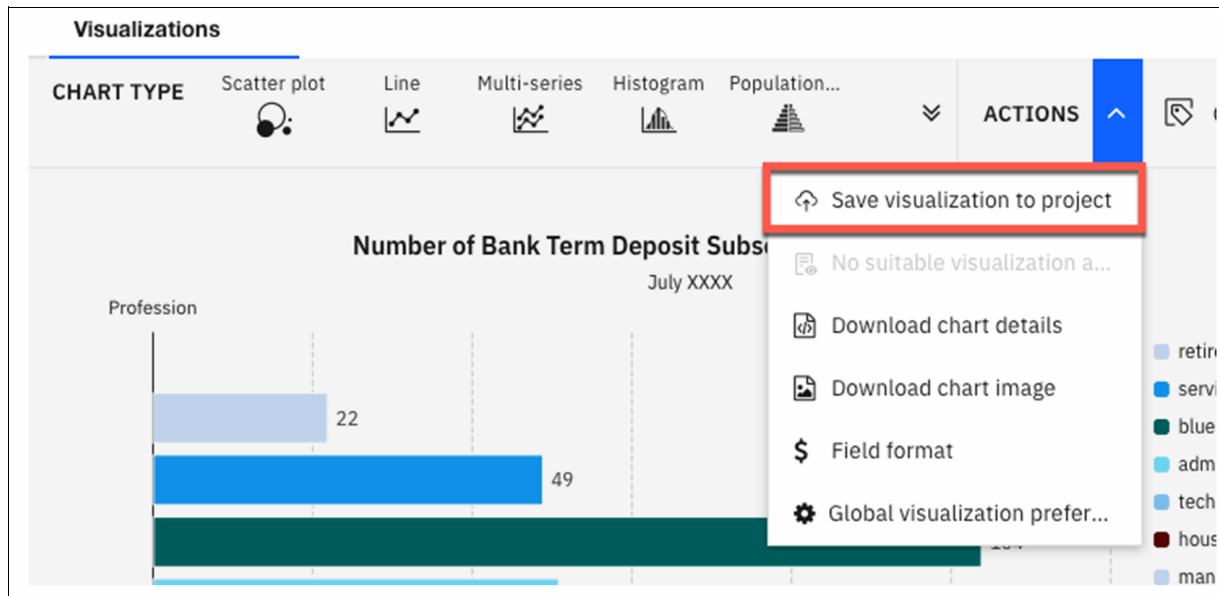 Visualizations
CHART TYPE
Scatter plot
Line
Multi-series
Histogram
Population...
ACTIONS
Save visualization to project
No suitable visualization a...
Download chart details
Download chart image
Field format
Global visualization prefer...
Number of Bank Term Deposit
July XXXX
Profession
22
49
retir
servi
blue
adm
tech
hous
man